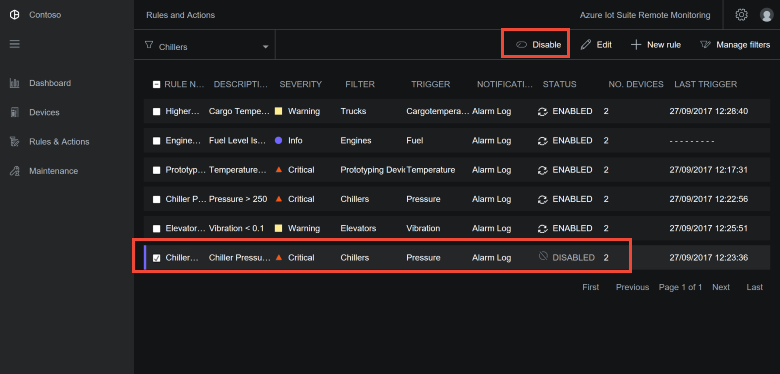 Contoso
Rules and Actions
Azure Iot Suite Remote Monitoring
Chillers
Disable
Edit
New rule
Manage filters
Dashboard
Devices
Rules & Actions
Maintenance
RULE N... DESCRIPTI... SEVERITY FILTER TRIGGER NOTIFICATI... STATUS NO. DEVICES LAST TRIGGER
Higher... Cargo Tempe... Warning Trucks Cargotempera... Alarm Log ENABLED 2 27/09/2017 12:28:40
Engine... Fuel Level Is... Info Engines Fuel Alarm Log ENABLED 2 - - - - - - - - -
Prototyp... Temperature... Critical Prototyping Devic Temperature Alarm Log ENABLED 2 27/09/2017 12:17:31
Chiller P... Pressure > 250 Critical Chillers Pressure Alarm Log ENABLED 2 27/09/2017 12:22:56
Elevator... Vibration < 0.1 Warning Elevators Vibration Alarm Log ENABLED 2 27/09/2017 12:25:51
Chiller... Chiller Pressu... Critical Chillers Pressure Alarm Log DISABLED 2 27/09/2017 12:23:36
First Previous Page 1 of 1 Next Last